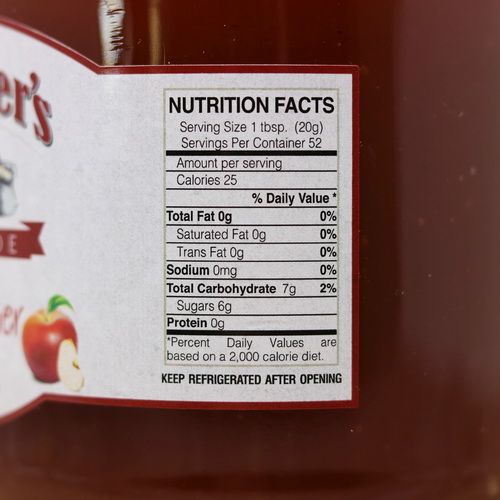 er's
NUTRITION FACTS
Serving Size 1 tbsp. (20g)
Servings Per Container 52
Amount per serving
Calories 25
% Daily Value *
Total Fat 0g 0%
Saturated Fat 0g 0%
Trans Fat 0g 0%
Sodium 0mg 0%
Total Carbohydrate 7g 2%
Sugars 6g
Protein 0g
*Percent Daily Values are
based on a 2,000 calorie diet.
KEEP REFRIGERATED AFTER OPENING
DE
er